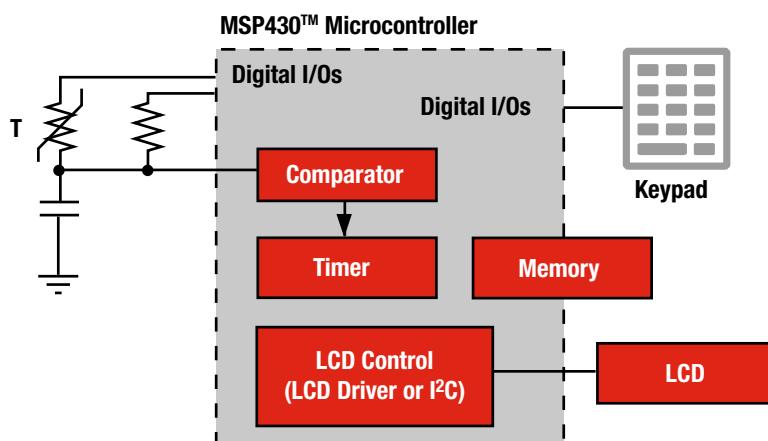 MSP430™ Microcontroller
Digital I/Os
Digital I/Os
T
Comparator
Keypad
Timer
Memory
LCD Control
(LCD Driver or I²C)
LCD